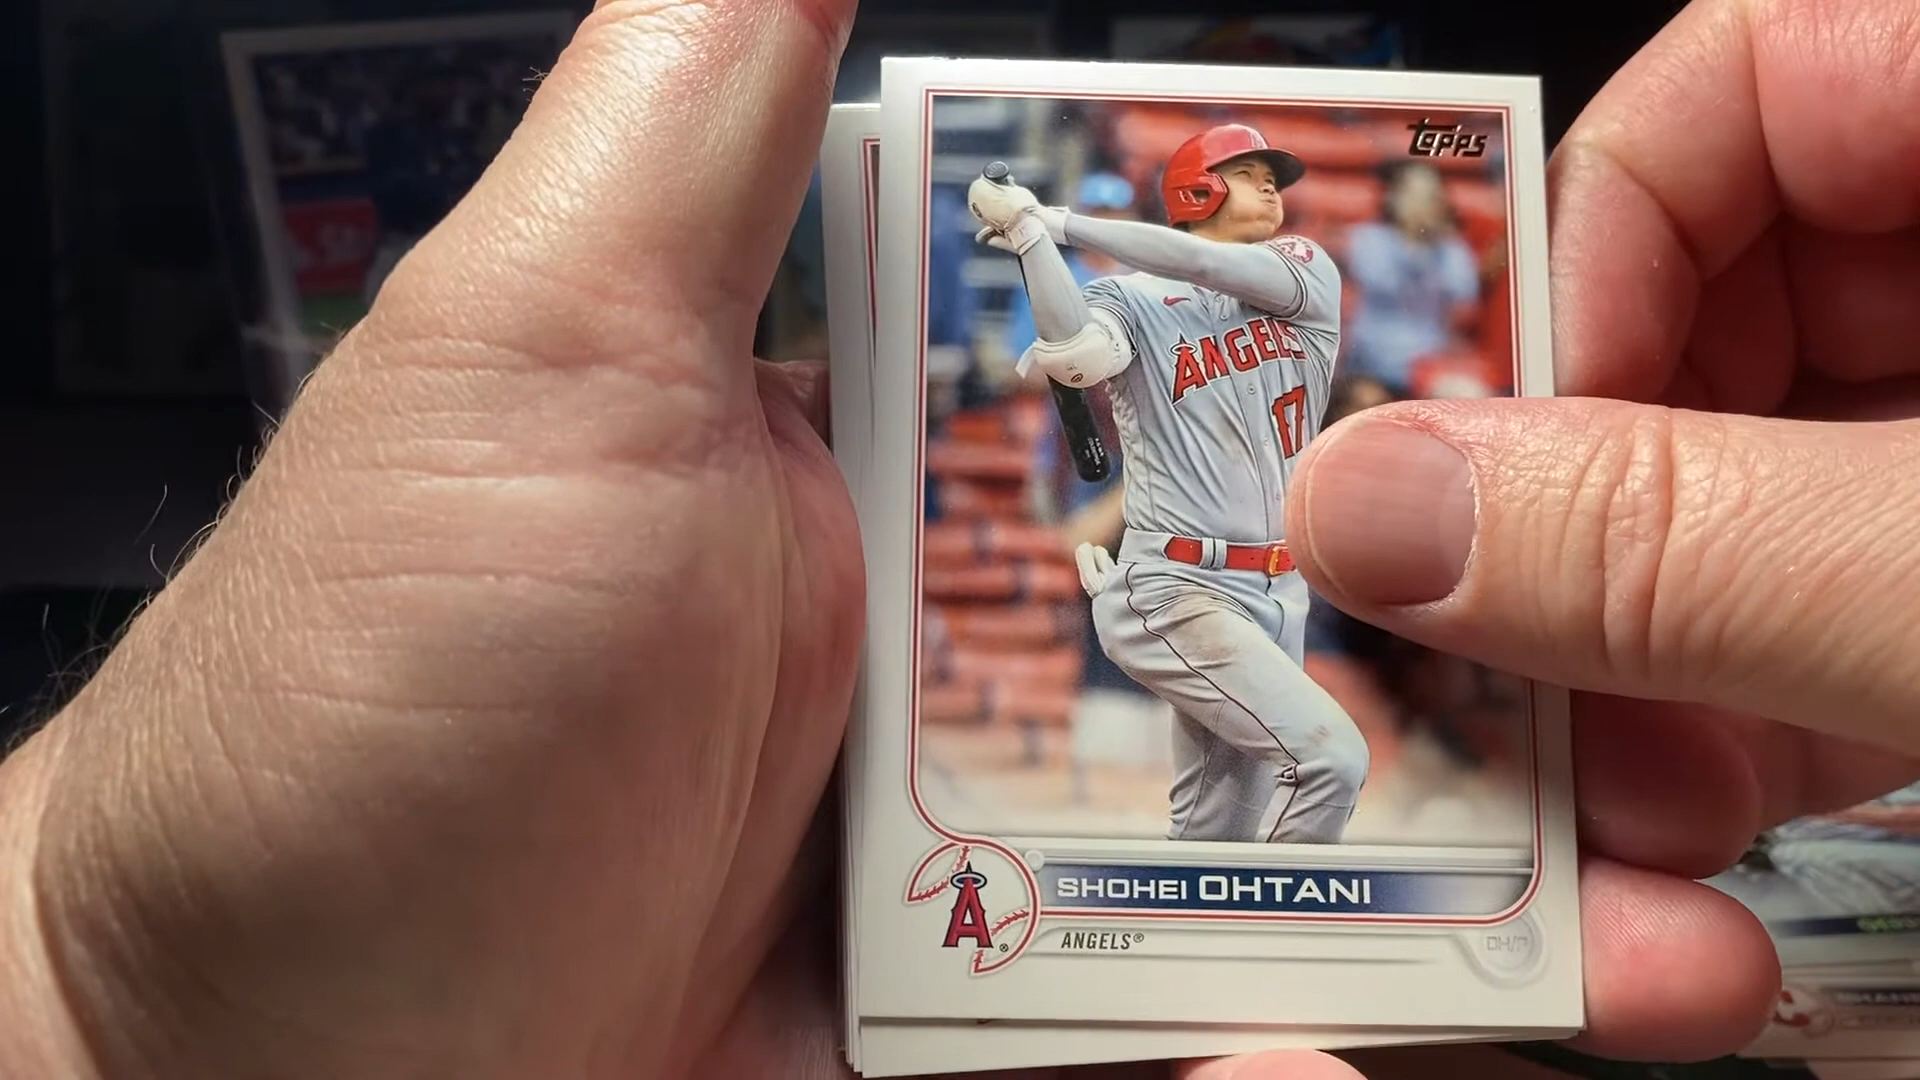 Topps
ANGELS
17
SHOHEI OHTANI
ANGELS®
DH/P